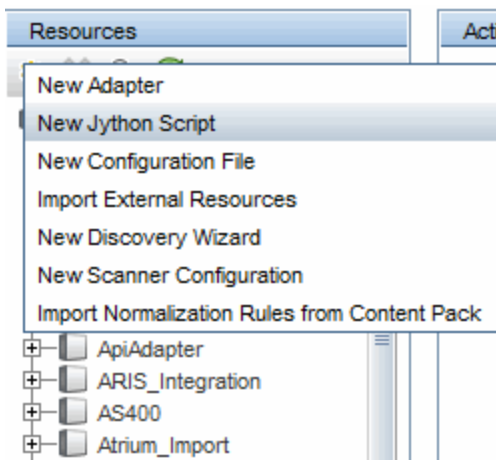 Resources
Acti
New Adapter
New Jython Script
New Configuration File
Import External Resources
New Discovery Wizard
New Scanner Configuration
Import Normalization Rules from Content Pack
ApiAdapter
ARIS_Integration
AS400
Atrium_Import